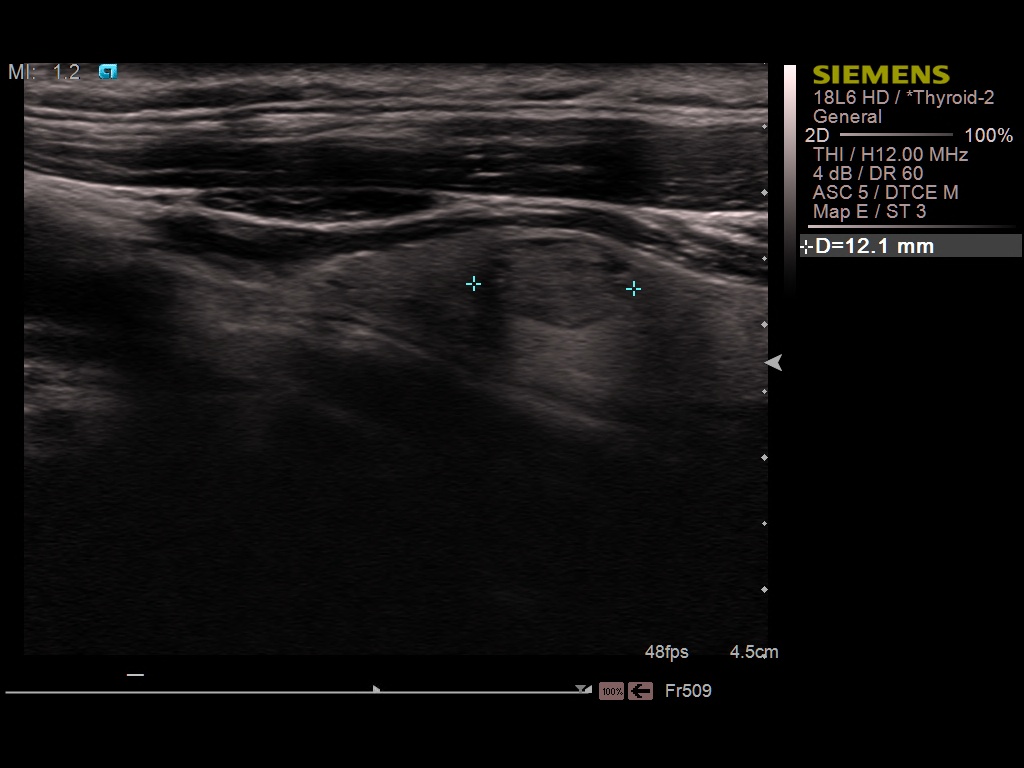 MI: 1.2
SIEMENS
18L6 HD / *Thyroid-2
General
2D 100%
THI / H12.00 MHz
4 dB / DR 60
ASC 5 / DTCE M
Map E / ST 3
D=12.1 mm
48fps 4.5cm
100% Fr509